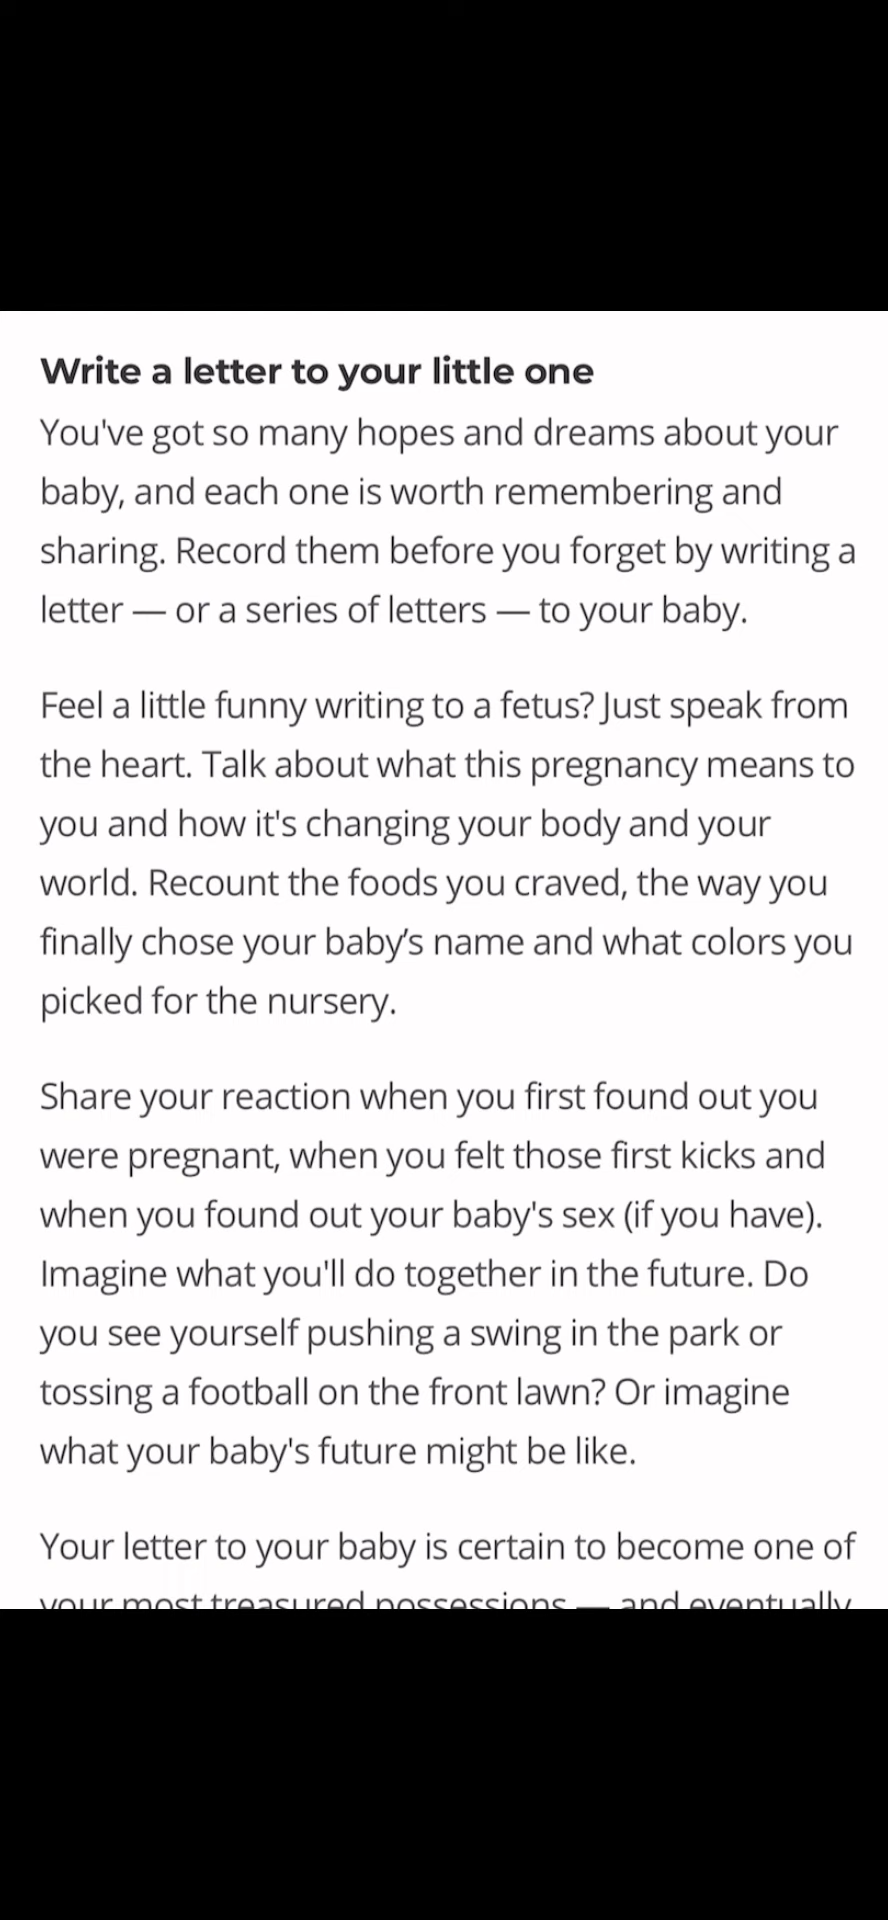 Write a letter to your little one
You've got so many hopes and dreams about your
baby, and each one is worth remembering and
sharing. Record them before you forget by writing a
letter — or a series of letters — to your baby.
Feel a little funny writing to a fetus? Just speak from
the heart. Talk about what this pregnancy means to
you and how it's changing your body and your
world. Recount the foods you craved, the way you
finally chose your baby’s name and what colors you
picked for the nursery.
Share your reaction when you first found out you
were pregnant, when you felt those first kicks and
when you found out your baby's sex (if you have).
Imagine what you'll do together in the future. Do
you see yourself pushing a swing in the park or
tossing a football on the front lawn? Or imagine
what your baby's future might be like.
Your letter to your baby is certain to become one of
your most treasured possessions — and eventually